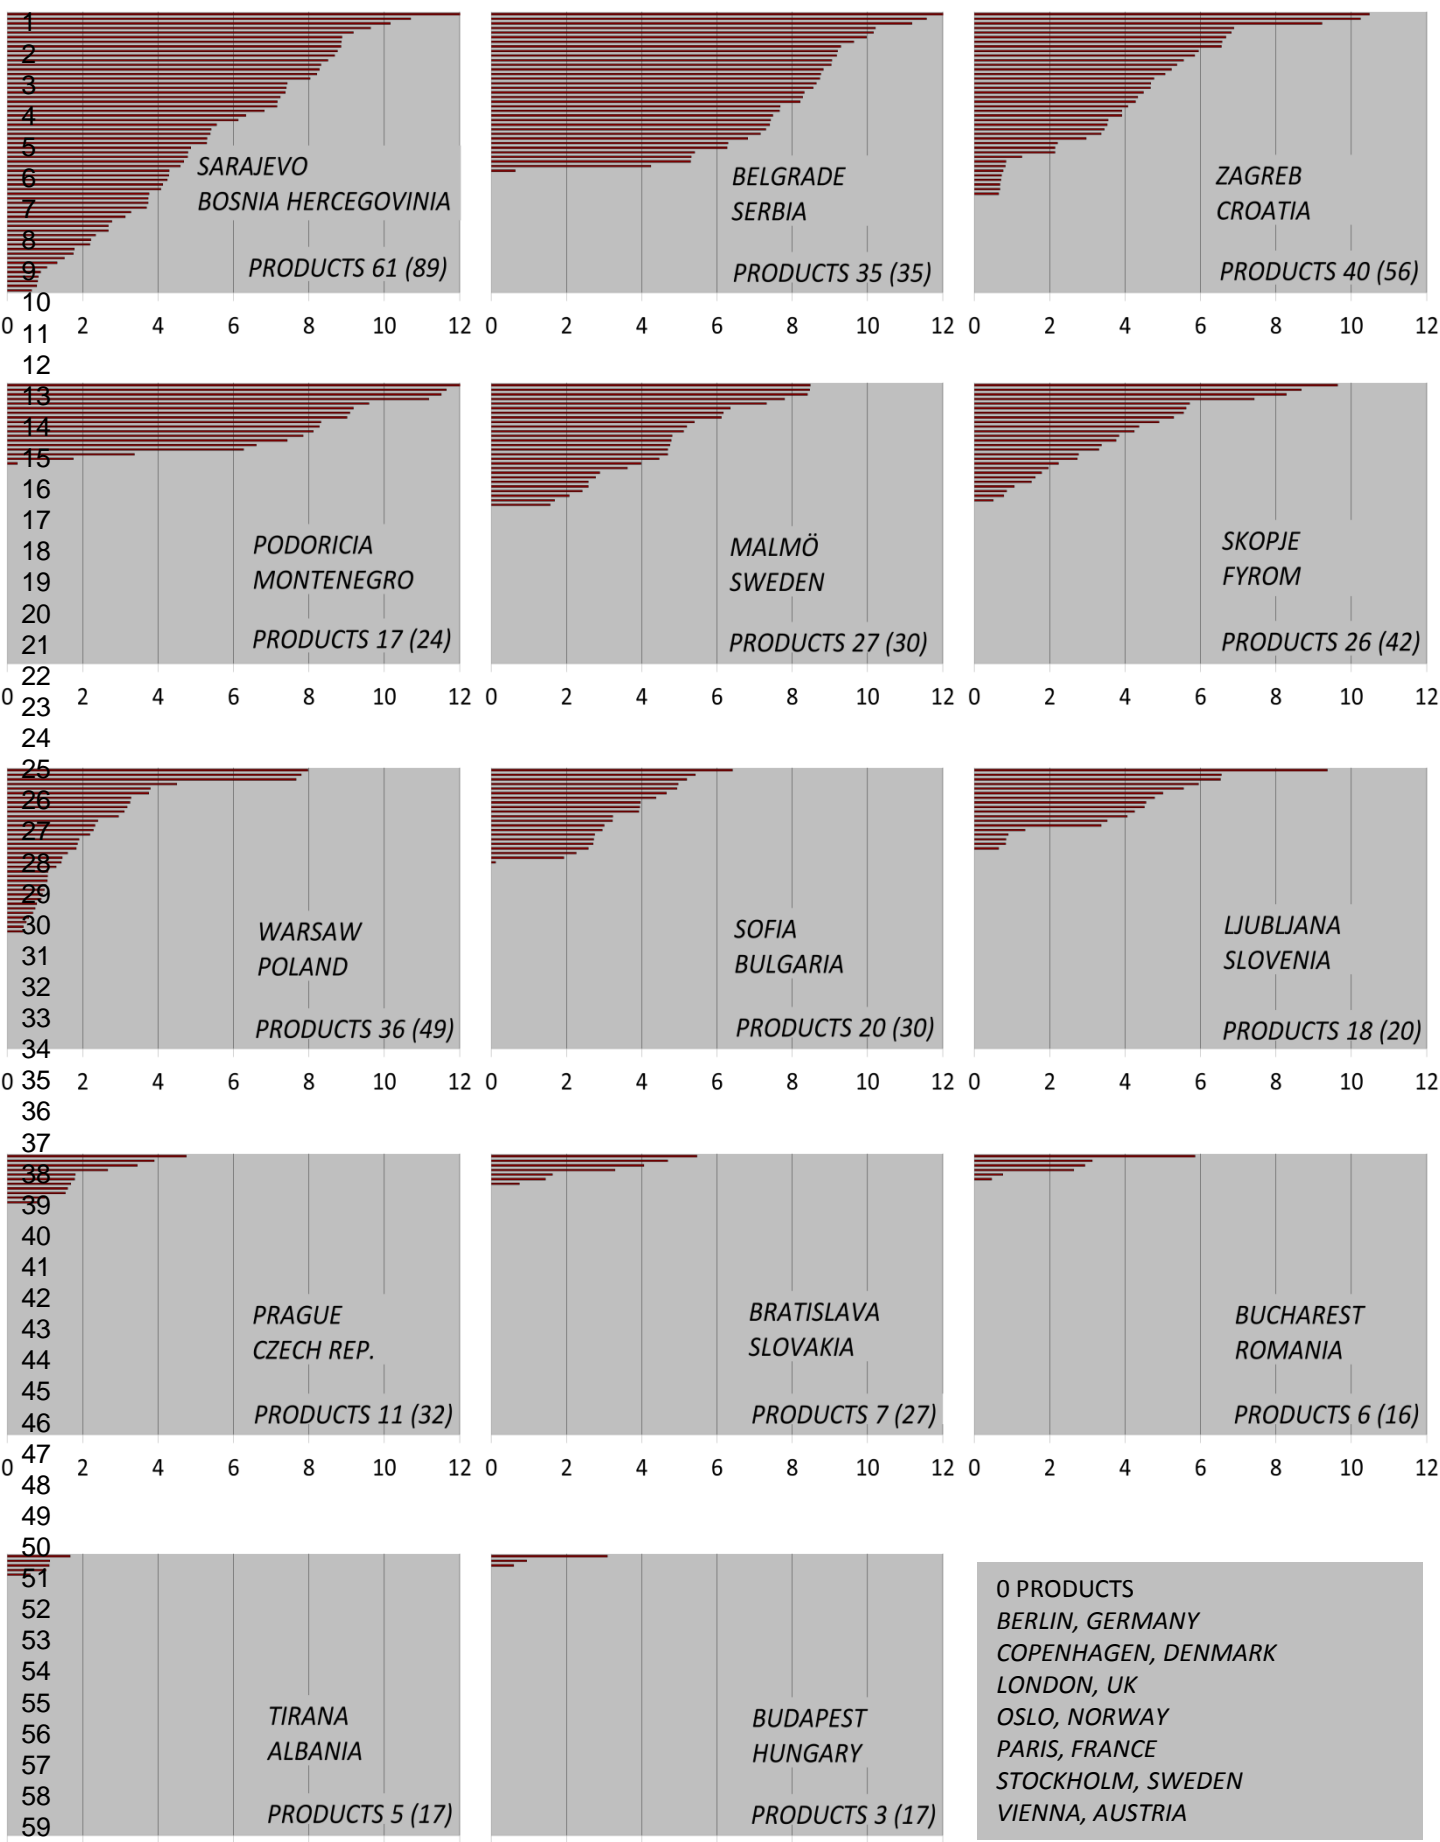 1
2
3
4
5
6
7
8
9
10
11
12
13
14
15
16
17
18
19
20
21
22
23
24
25
26
27
28
29
30
31
32
33
34
35
36
37
38
39
40
41
42
43
44
45
46
47
48
49
50
51
52
53
54
55
56
57
58
59
SARAJEVO
BOSNIA HERCEGOVINIA
PRODUCTS 61 (89)
0 2 4 6 8 10 12
BELGRADE
SERBIA
PRODUCTS 35 (35)
0 2 4 6 8 10 12
ZAGREB
CROATIA
PRODUCTS 40 (56)
0 2 4 6 8 10 12
PODORICIA
MONTENEGRO
PRODUCTS 17 (24)
0 2 4 6 8 10 12
MALMÖ
SWEDEN
PRODUCTS 27 (30)
0 2 4 6 8 10 12
SKOPJE
FYROM
PRODUCTS 26 (42)
0 2 4 6 8 10 12
WARSAW
POLAND
PRODUCTS 36 (49)
0 2 4 6 8 10 12
SOFIA
BULGARIA
PRODUCTS 20 (30)
0 2 4 6 8 10 12
LJUBLJANA
SLOVENIA
PRODUCTS 18 (20)
0 2 4 6 8 10 12
PRAGUE
CZECH REP.
PRODUCTS 11 (32)
0 2 4 6 8 10 12
BRATISLAVA
SLOVAKIA
PRODUCTS 7 (27)
0 2 4 6 8 10 12
BUCHAREST
ROMANIA
PRODUCTS 6 (16)
0 2 4 6 8 10 12
TIRANA
ALBANIA
PRODUCTS 5 (17)
BUDAPEST
HUNGARY
PRODUCTS 3 (17)
0 PRODUCTS
BERLIN, GERMANY
COPENHAGEN, DENMARK
LONDON, UK
OSLO, NORWAY
PARIS, FRANCE
STOCKHOLM, SWEDEN
VIENNA, AUSTRIA